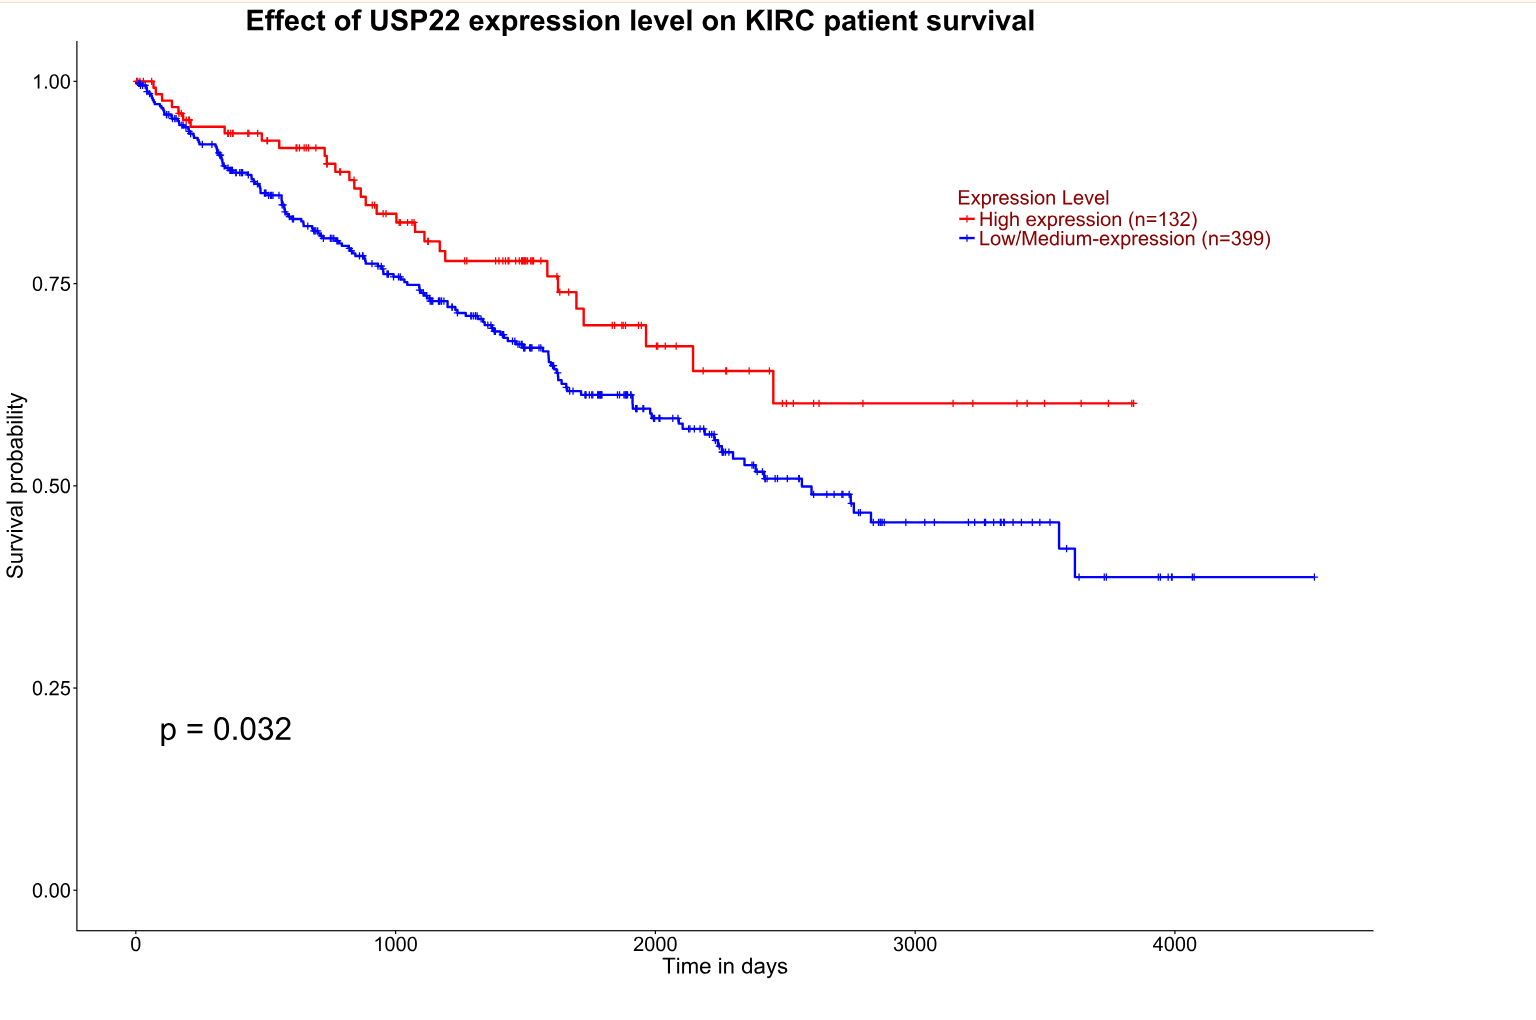 Effect of USP22 expression level on KIRC patient survival
1.00
0.75
0.50
0.25
0.00
Survival probability
Expression Level
High expression (n=132)
Low/Medium-expression (n=399)
p = 0.032
0 1000 2000 3000 4000
Time in days